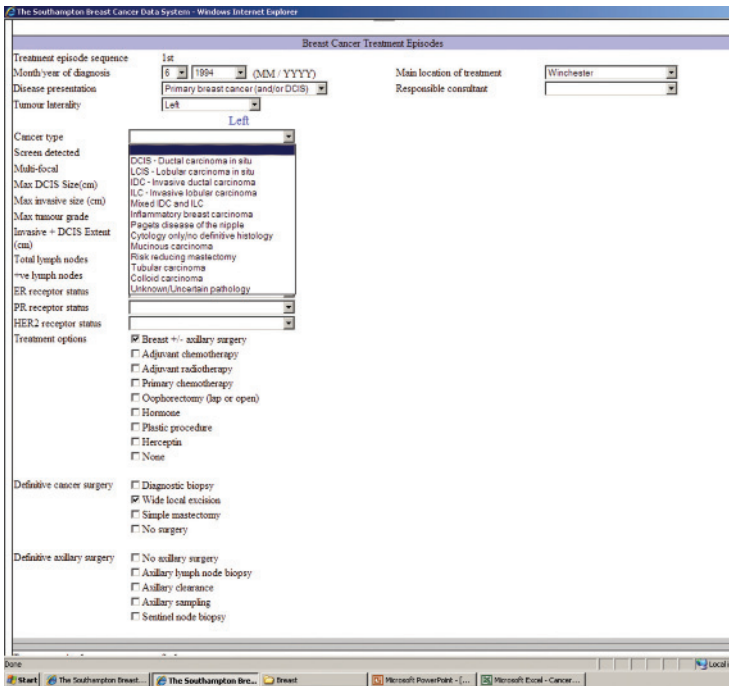 The Southampton Breast Cancer Data System - Windows Internet Explorer
Breast Cancer Treatment Episodes
Treatment episode sequence 1st
Month/year of diagnosis 6 1994 (MM / YYYY) Main location of treatment Winchester
Disease presentation Primary breast cancer (and/or DCIS) Responsible consultant
Tumour laterality Left
Left
Cancer type
Screen detected
DCIS - Ductal carcinoma in situ
Multi-focal
LCIS - Lobular carcinoma in situ
IDC - Invasive ductal carcinoma
Max DCIS Size(cm)
ILC - Invasive lobular carcinoma
Max invasive size (cm)
Mixed IDC and ILC
Inflammatory breast carcinoma
Max tumour grade
Pagets disease of the nipple
Invasive + DCIS Extent
Cytology only/no definitive histology
(cm)
Mucinous carcinoma
Risk reducing mastectomy
Total lymph nodes
Tubular carcinoma
+ve lymph nodes
Colloid carcinoma
ER receptor status
Unknown/Uncertain pathology
PR receptor status
HER2 receptor status
Treatment options Breast +/- axillary surgery
Adjuvant chemotherapy
Adjuvant radiotherapy
Primary chemotherapy
Oophorectomy (lap or open)
Hormone
Plastic procedure
Herceptin
None
Definitive cancer surgery Diagnostic biopsy
Wide local excision
Simple mastectomy
No surgery
Definitive axillary surgery No axillary surgery
Axillary lymph node biopsy
Axillary clearance
Axillary sampling
Sentinel node biopsy
Done Local i
Start The Southampton Breast... The Southampton Bre... Breast Microsoft PowerPoint - [... Microsoft Excel - Cancer ...